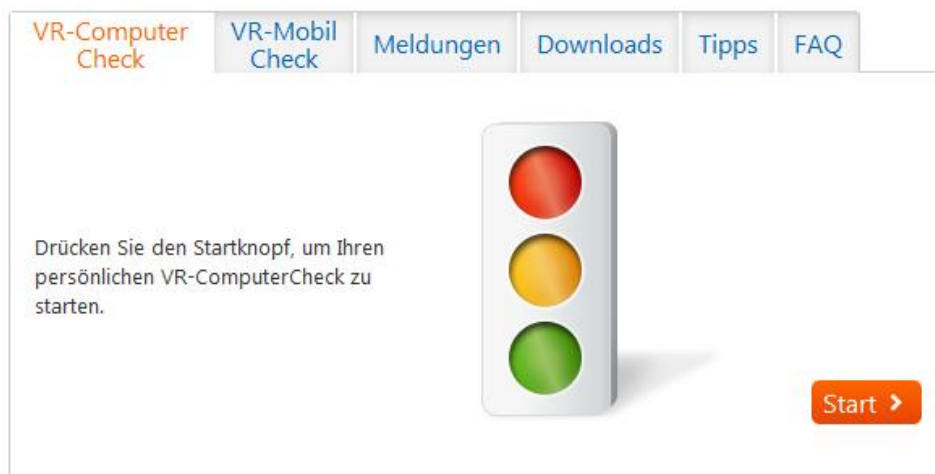 VR-Computer Check
VR-Mobil Check
Meldungen
Downloads
Tipps
FAQ
Drücken Sie den Startknopf, um Ihren
persönlichen VR-ComputerCheck zu
starten.
Start